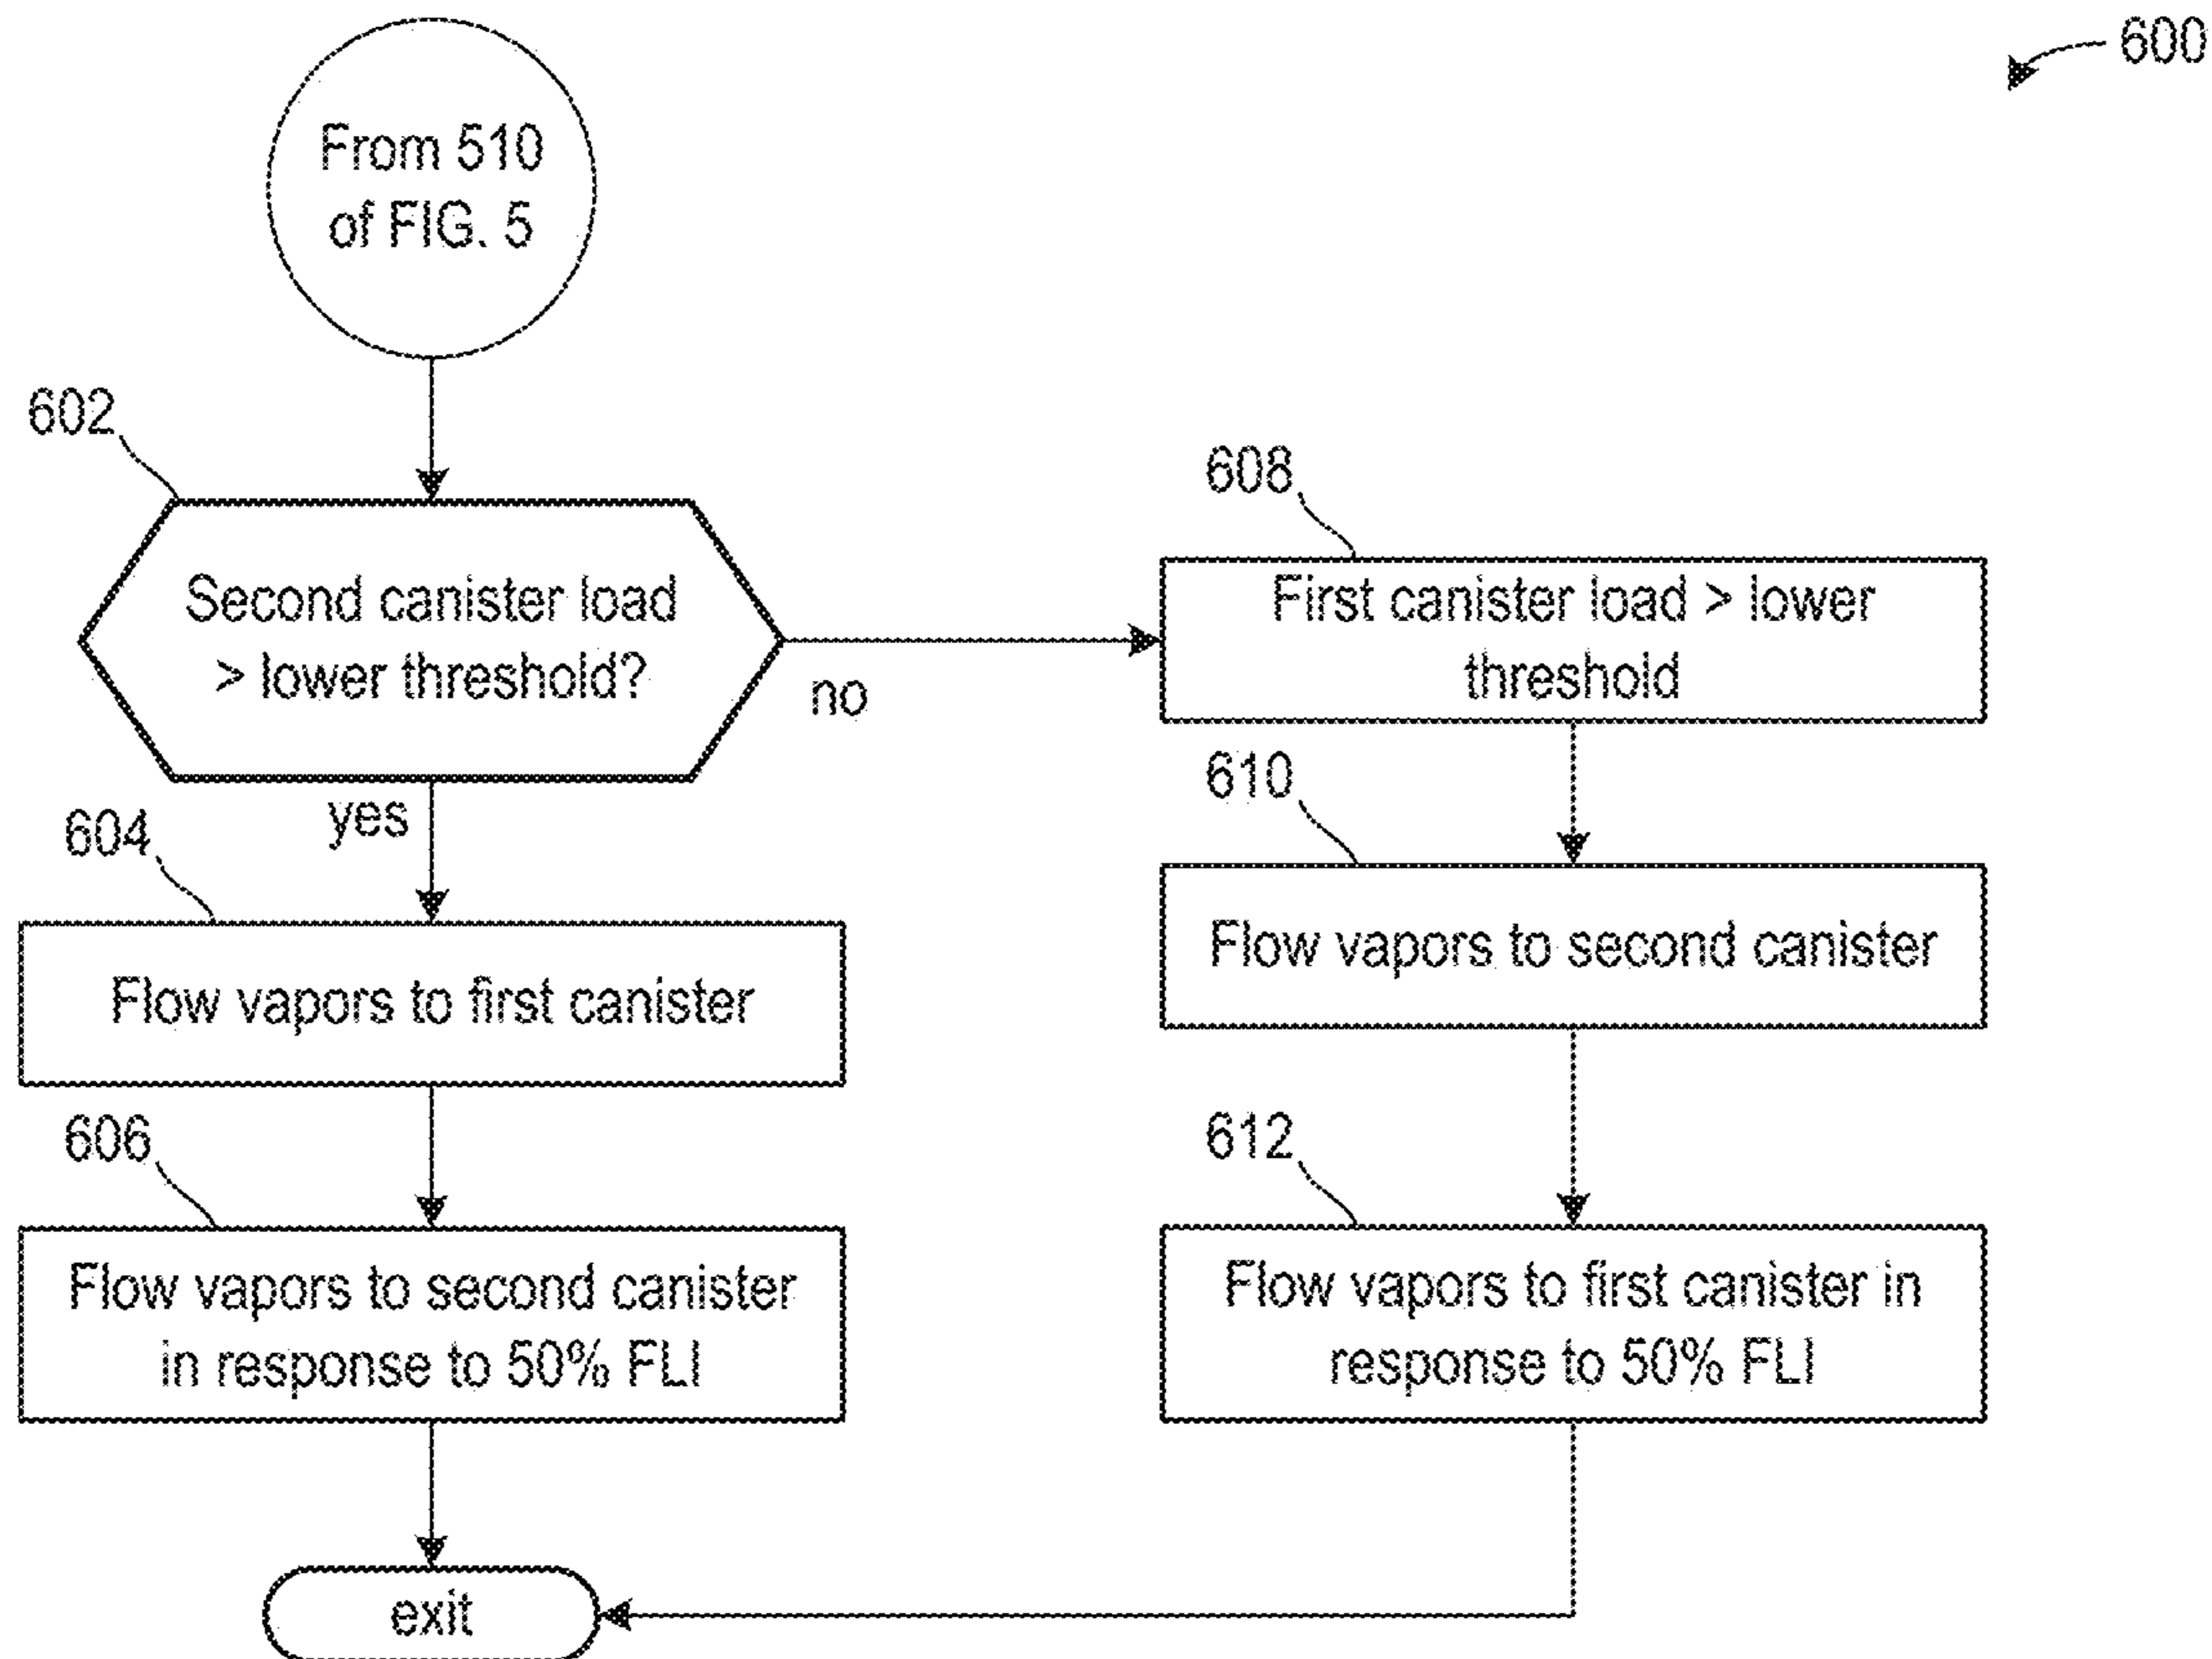 600
From 510
of FIG. 5
602
Second canister load
> lower threshold?
no
yes
608
First canister load > lower
threshold
604
Flow vapors to first canister
610
Flow vapors to second canister
606
Flow vapors to second canister
in response to 50% FLI
612
Flow vapors to first canister in
response to 50% FLI
exit